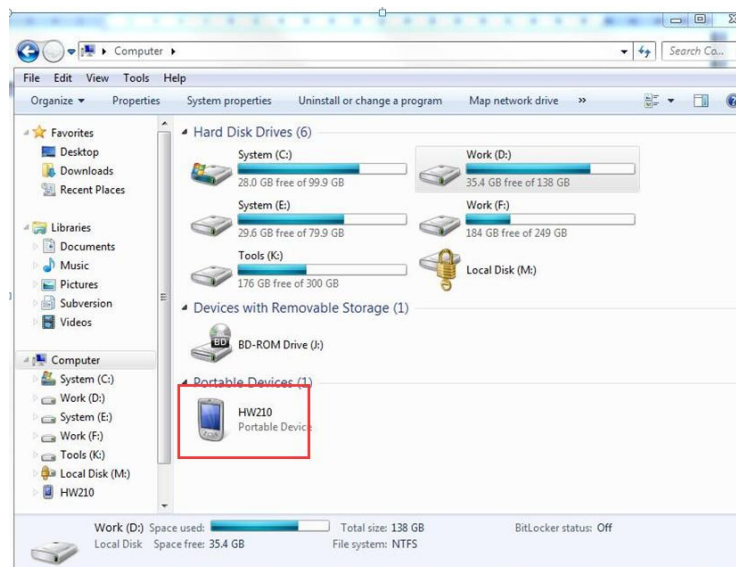 Computer
Search Co...
File Edit View Tools Help
Organize Properties System properties Uninstall or change a program Map network drive »
Favorites
Desktop
Downloads
Recent Places
Libraries
Documents
Music
Pictures
Subversion
Videos
Computer
System (C:)
Work (D:)
System (E:)
Work (F:)
Tools (K:)
Local Disk (M:)
HW210
Hard Disk Drives (6)
System (C:)
28.0 GB free of 99.9 GB
Work (D:)
35.4 GB free of 138 GB
System (E:)
29.6 GB free of 79.9 GB
Work (F:)
184 GB free of 249 GB
Tools (K:)
176 GB free of 300 GB
Local Disk (M:)
Devices with Removable Storage (1)
BD
BD-ROM Drive (J:)
Portable Devices (1)
HW210
Portable Device
Work (D:) Space used: Total size: 138 GB BitLocker status: Off
Local Disk Space free: 35.4 GB File system: NTFS